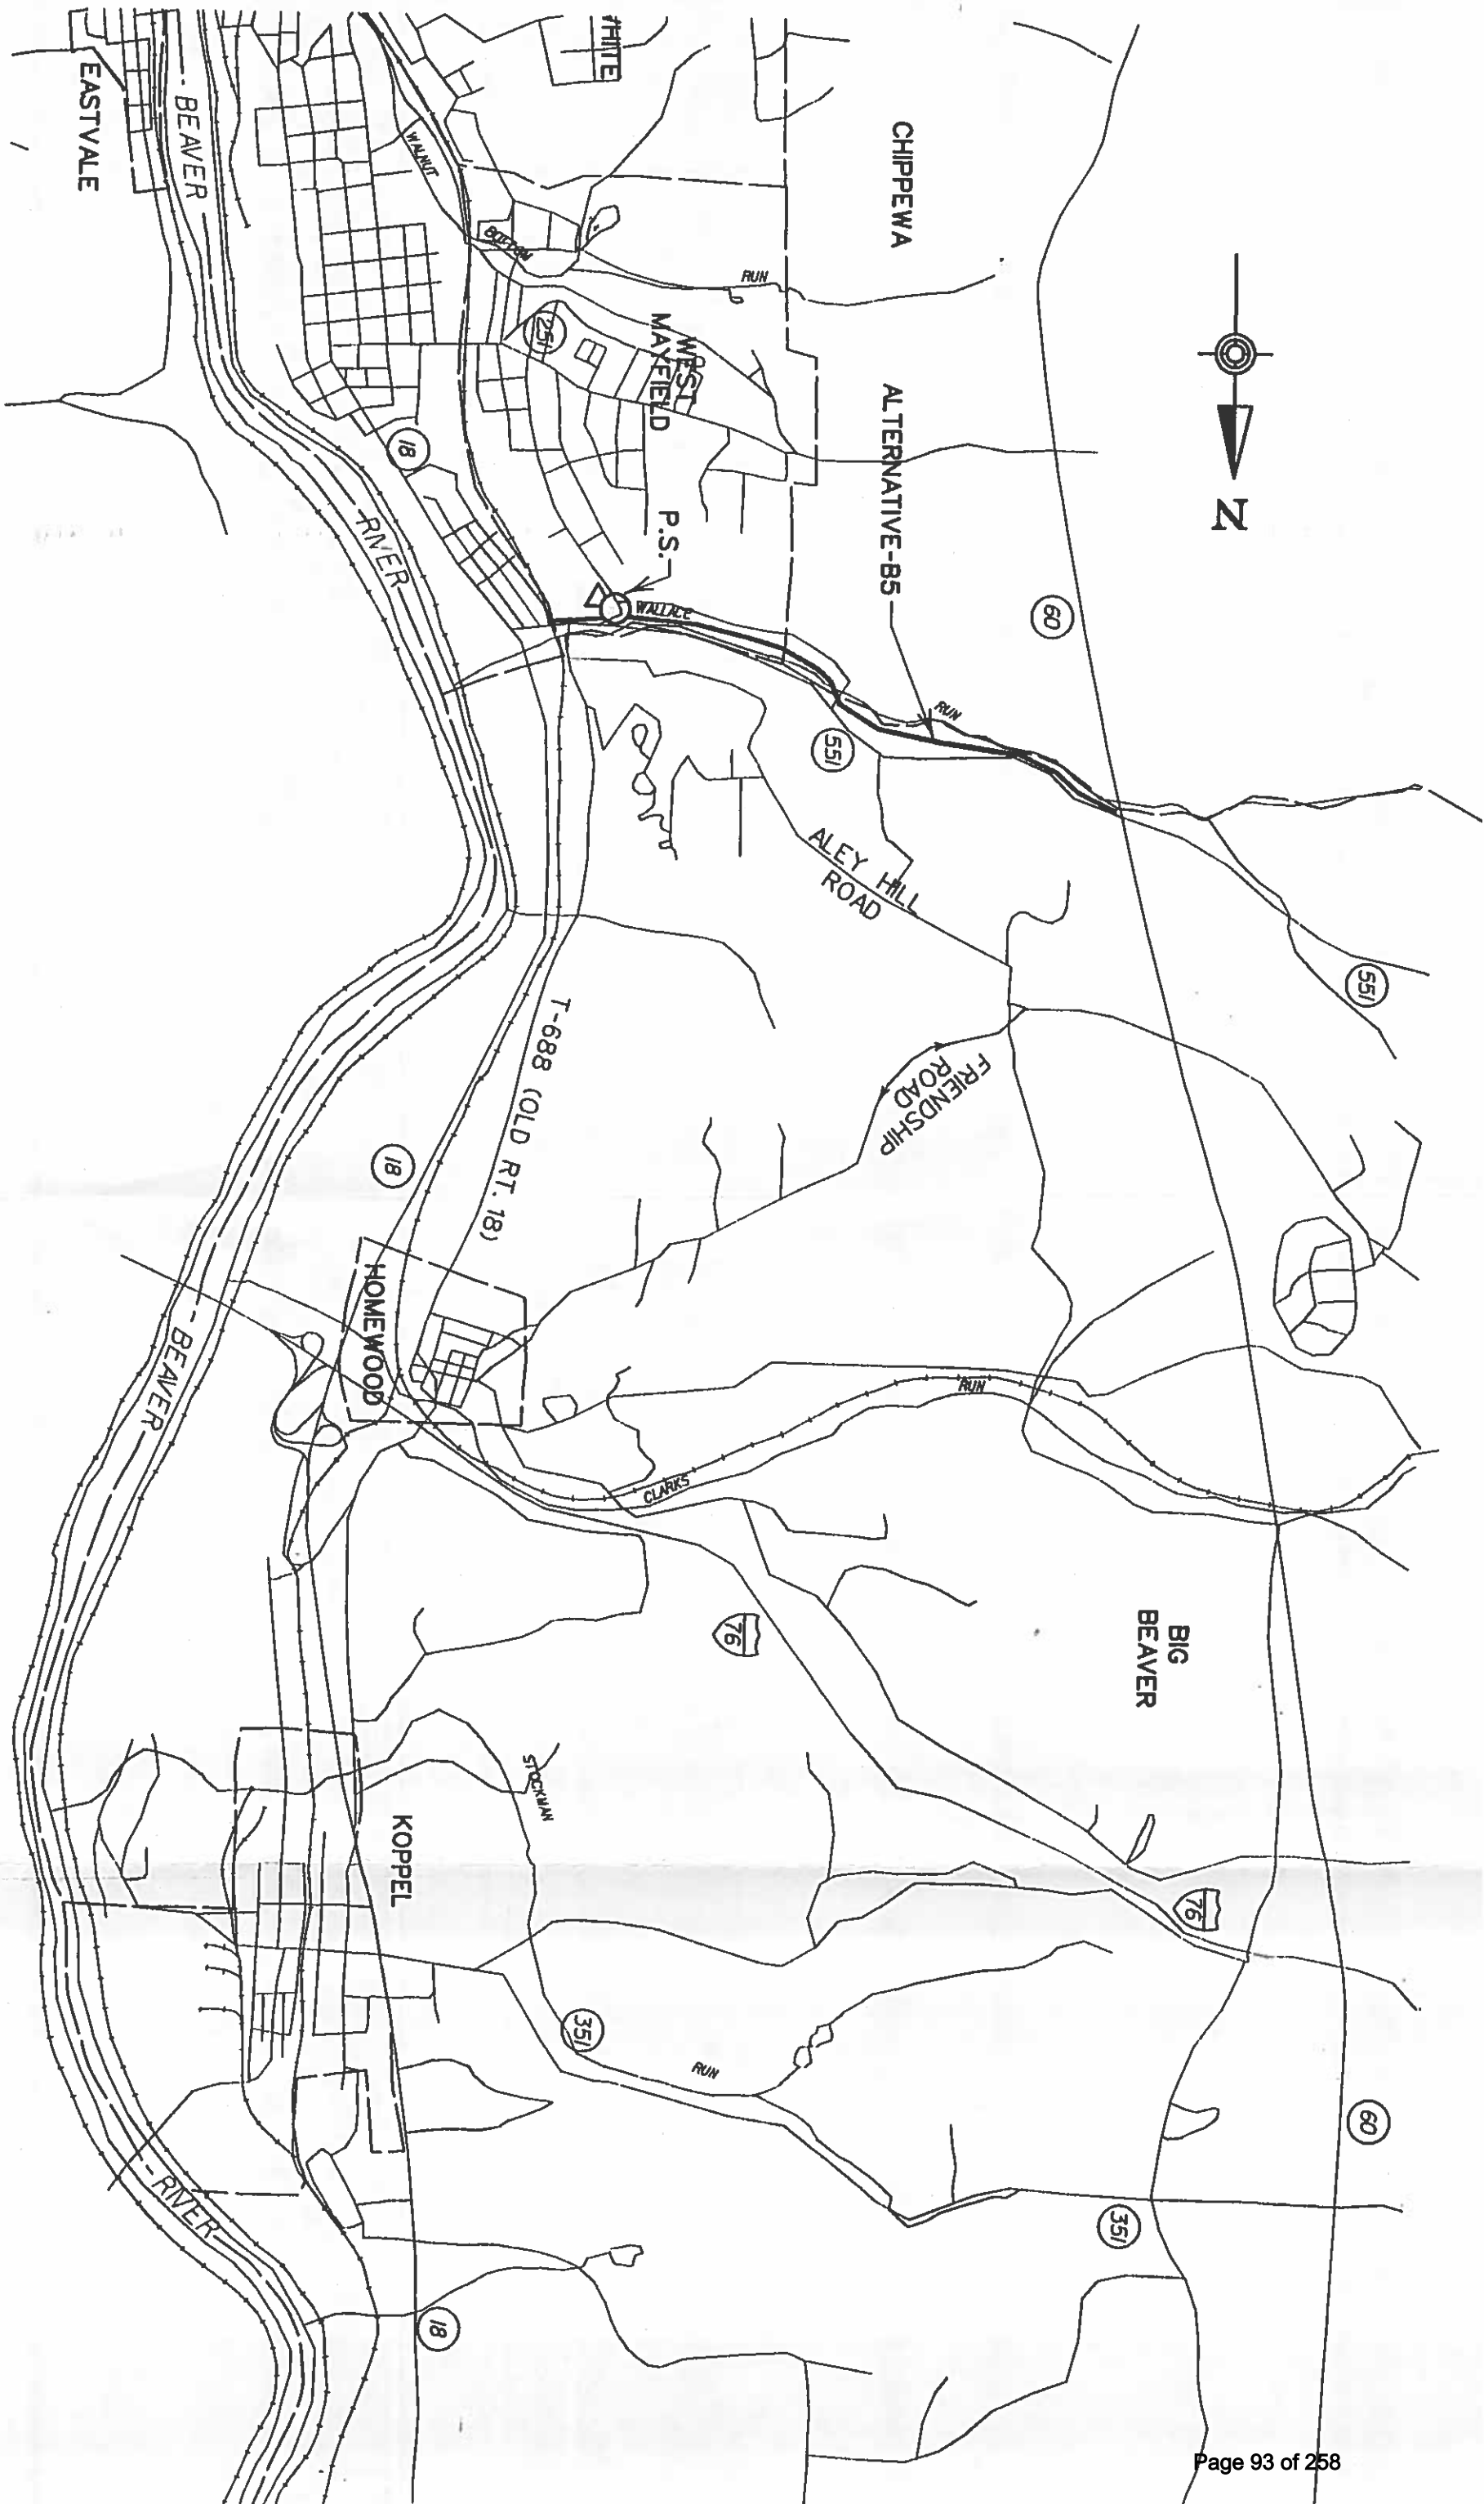 WHITE
CHIPPEWA
EASTVALE
BEAVER
WALNUT
BOTTOM
RUN
251
WEST
MAYFIELD
ALTERNATIVE-B5
N
18
RIVER
P.S.
WALLACE
60
RUN
551
ALEY HILL
ROAD
551
T-688 (OLD RT. 18)
FRIENDSHIP
ROAD
18
HOMEWOOD
BEAVER
RUN
CLARKS
76
BIG
BEAVER
STOCKMAN
KOPPEL
76
351
RUN
60
RIVER
351
18
Page 93 of 258